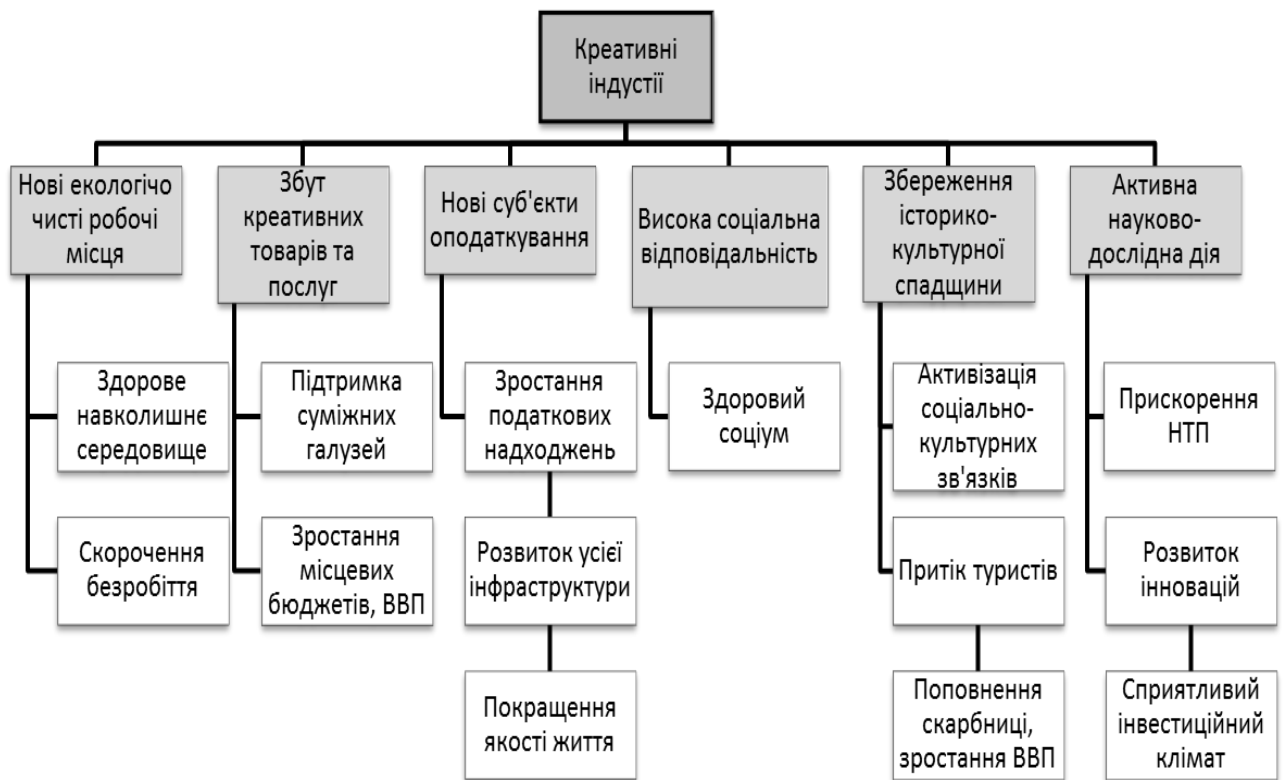 Креативні
індустії
Нові екологічо
чисті робочі
місця
Збут
креативних
товарів та
послуг
Нові суб'єкти
оподаткування
Висока соціальна
відповідальність
Збереження
історико-
культурної
спадщини
Активна
науково-
дослідна дія
Здорове
навколишнє
середовище
Підтримка
суміжних
галузей
Зростання
податкових
надходжень
Здоровий
соціум
Активізація
соціально-
культурних
зв'язків
Прискорення
НТП
Скорочення
безробіття
Зростання
місцевих
бюджетів, ВВП
Розвиток усієї
інфраструктури
Притік туристів
Розвиток
інновацій
Покращення
якості життя
Поповнення
скарбниці,
зростання ВВП
Сприятливий
інвестиційний
клімат